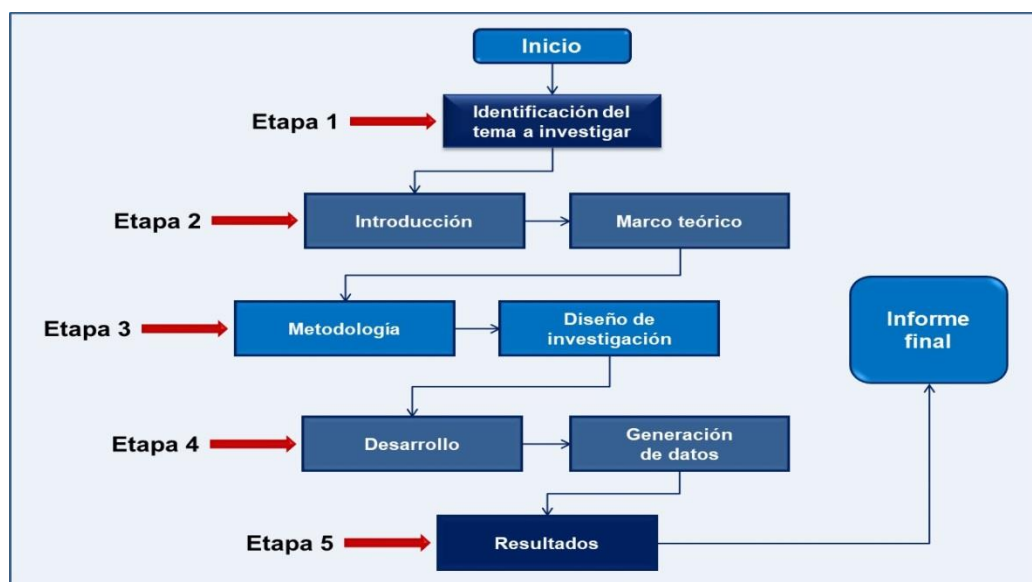 Inicio
Etapa 1
Identificación del
tema a investigar
Etapa 2
Introducción
Marco teórico
Etapa 3
Metodología
Diseño de
investigación
Informe
final
Etapa 4
Desarrollo
Generación
de datos
Etapa 5
Resultados